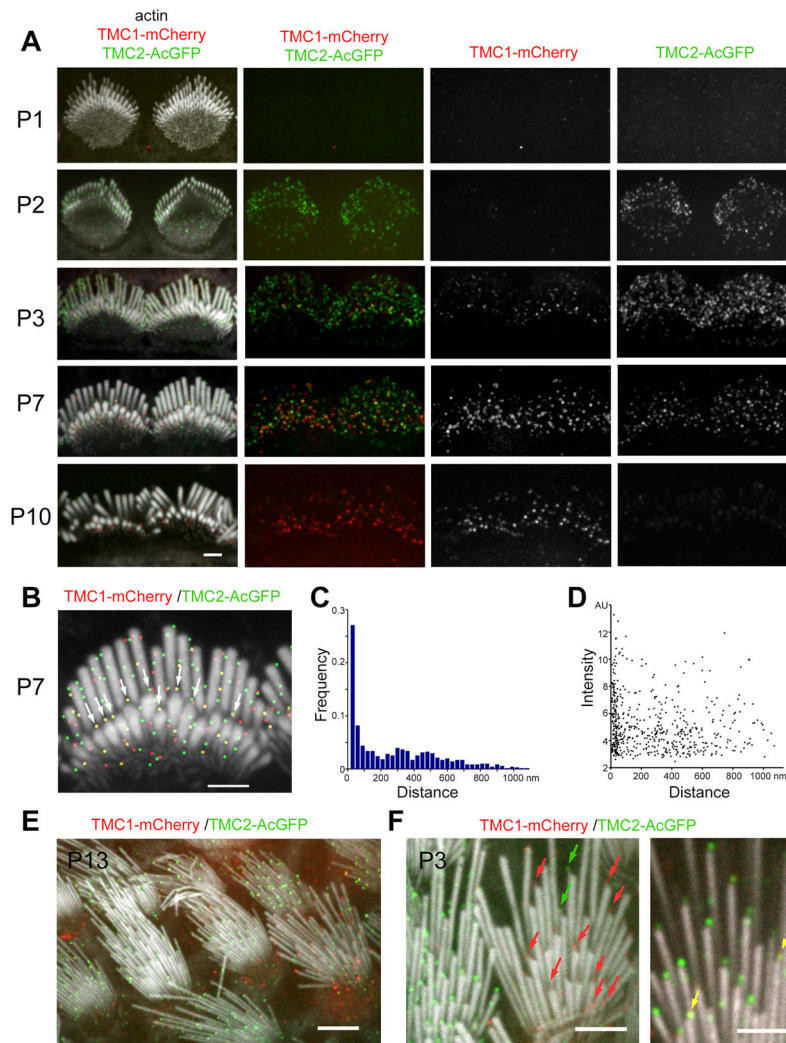 A
actin
TMC1-mCherry
TMC2-AcGFP
TMC1-mCherry
TMC2-AcGFP
TMC1-mCherry
TMC2-AcGFP
P1
P2
P3
P7
P10
B
TMC1-mCherry /TMC2-AcGFP
P7
C
Frequency
0.3
0.2
0.1
0
0 200 400 600 800 1000 nm
Distance
D
AU
Intensity
12
10
8
6
4
2
0 200 400 600 800 1000 nm
Distance
E
TMC1-mCherry /TMC2-AcGFP
P13
F
TMC1-mCherry /TMC2-AcGFP
P3